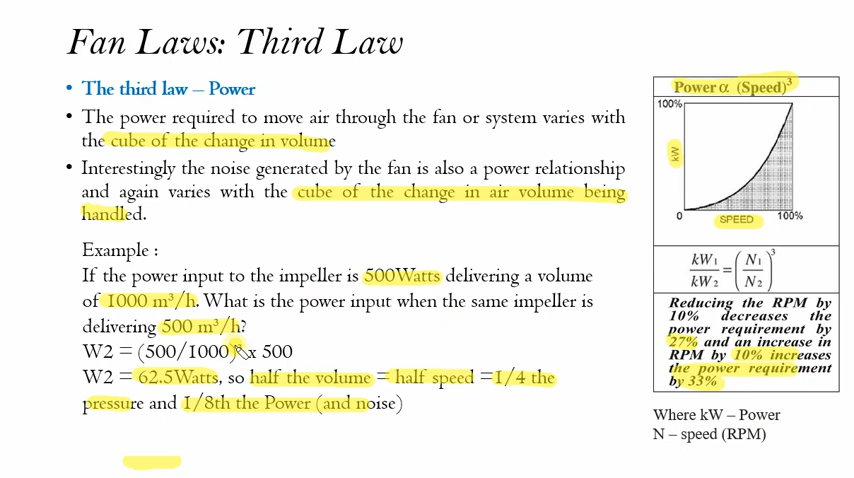 Fan Laws: Third Law
• The third law – Power
• The power required to move air through the fan or system varies with
the cube of the change in volume
• Interestingly the noise generated by the fan is also a power relationship
and again varies with the cube of the change in air volume being
handled.
Example :
If the power input to the impeller is 500Watts delivering a volume
of 1000 m³/h. What is the power input when the same impeller is
delivering 500 m³/h?
W2 = (500/1000) x 500
W2 = 62.5Watts, so half the volume = half speed =1/4 the
pressure and 1/8th the Power (and noise)
Power α (Speed)³
100%
kW
0 SPEED 100%
kW₁/kW₂ = (N₁/N₂)³
Reducing the RPM by
10% decreases the
power requirement by
27% and an increase in
RPM by 10% increases
the power requirement
by 33%
Where kW – Power
N – speed (RPM)